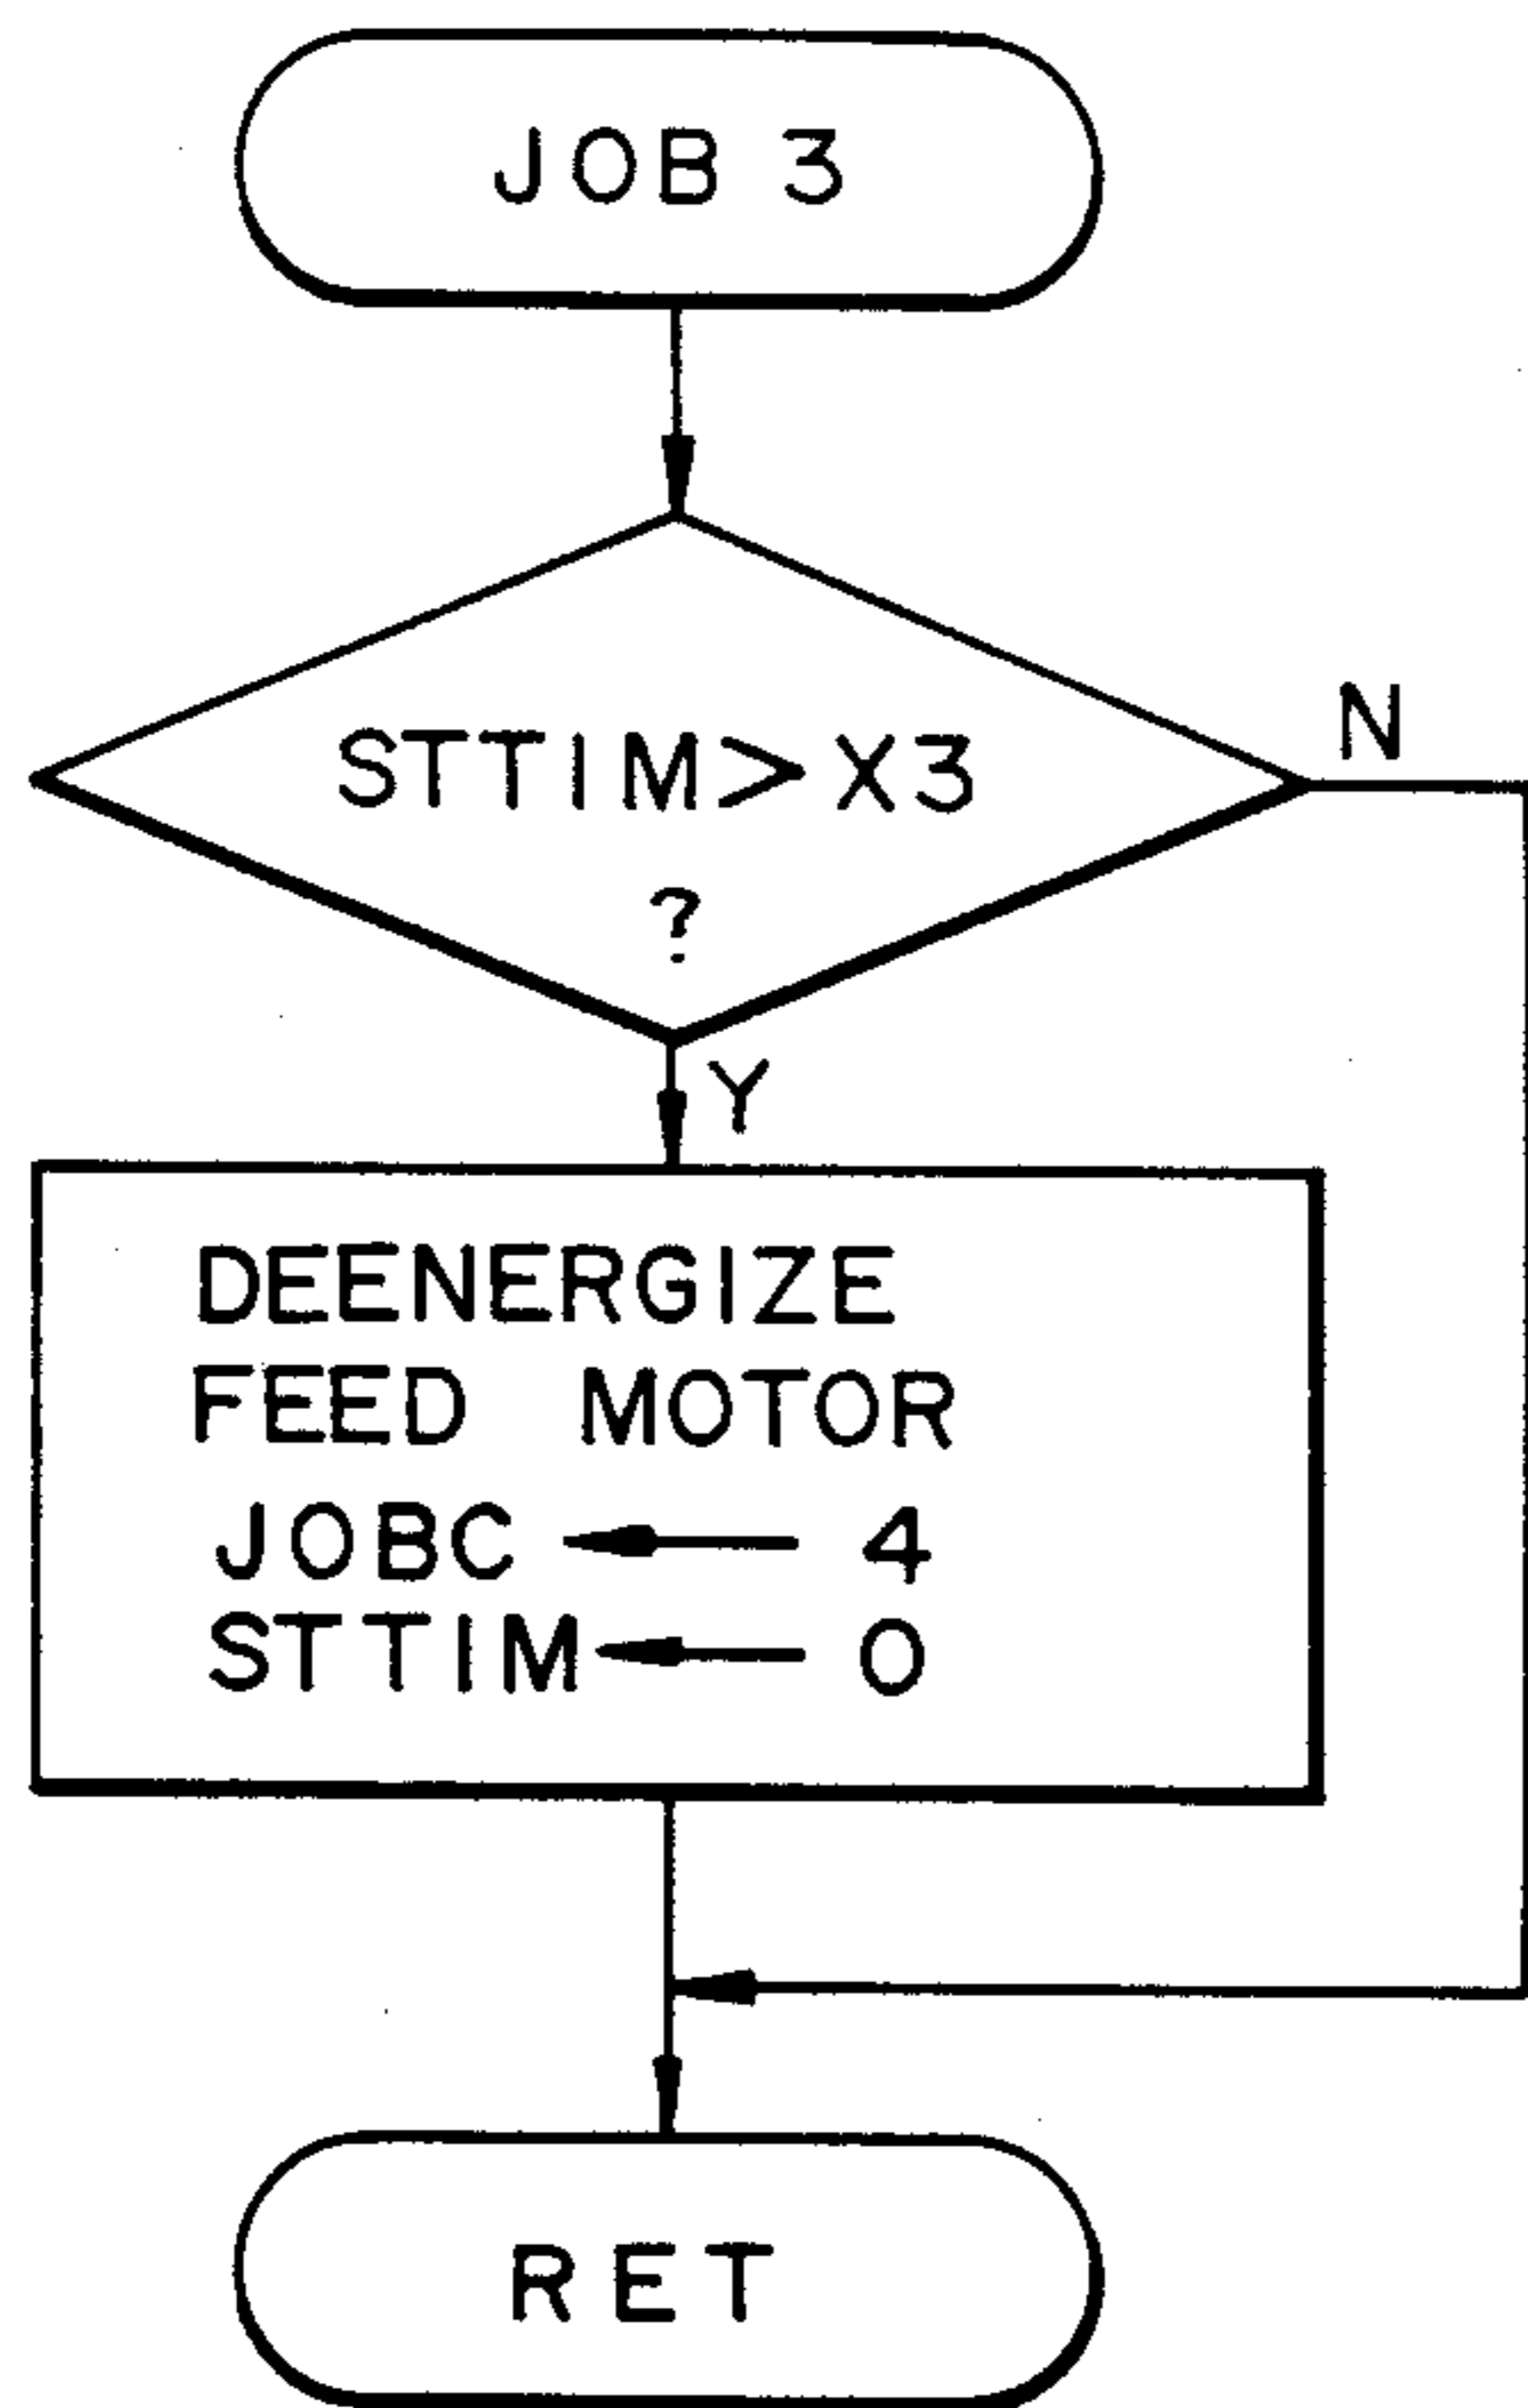 JOB 3
STTIM>X3
?
N
Y
DEENERGIZE
FEED MOTOR
JOBC ← 4
STTIM ← 0
RET